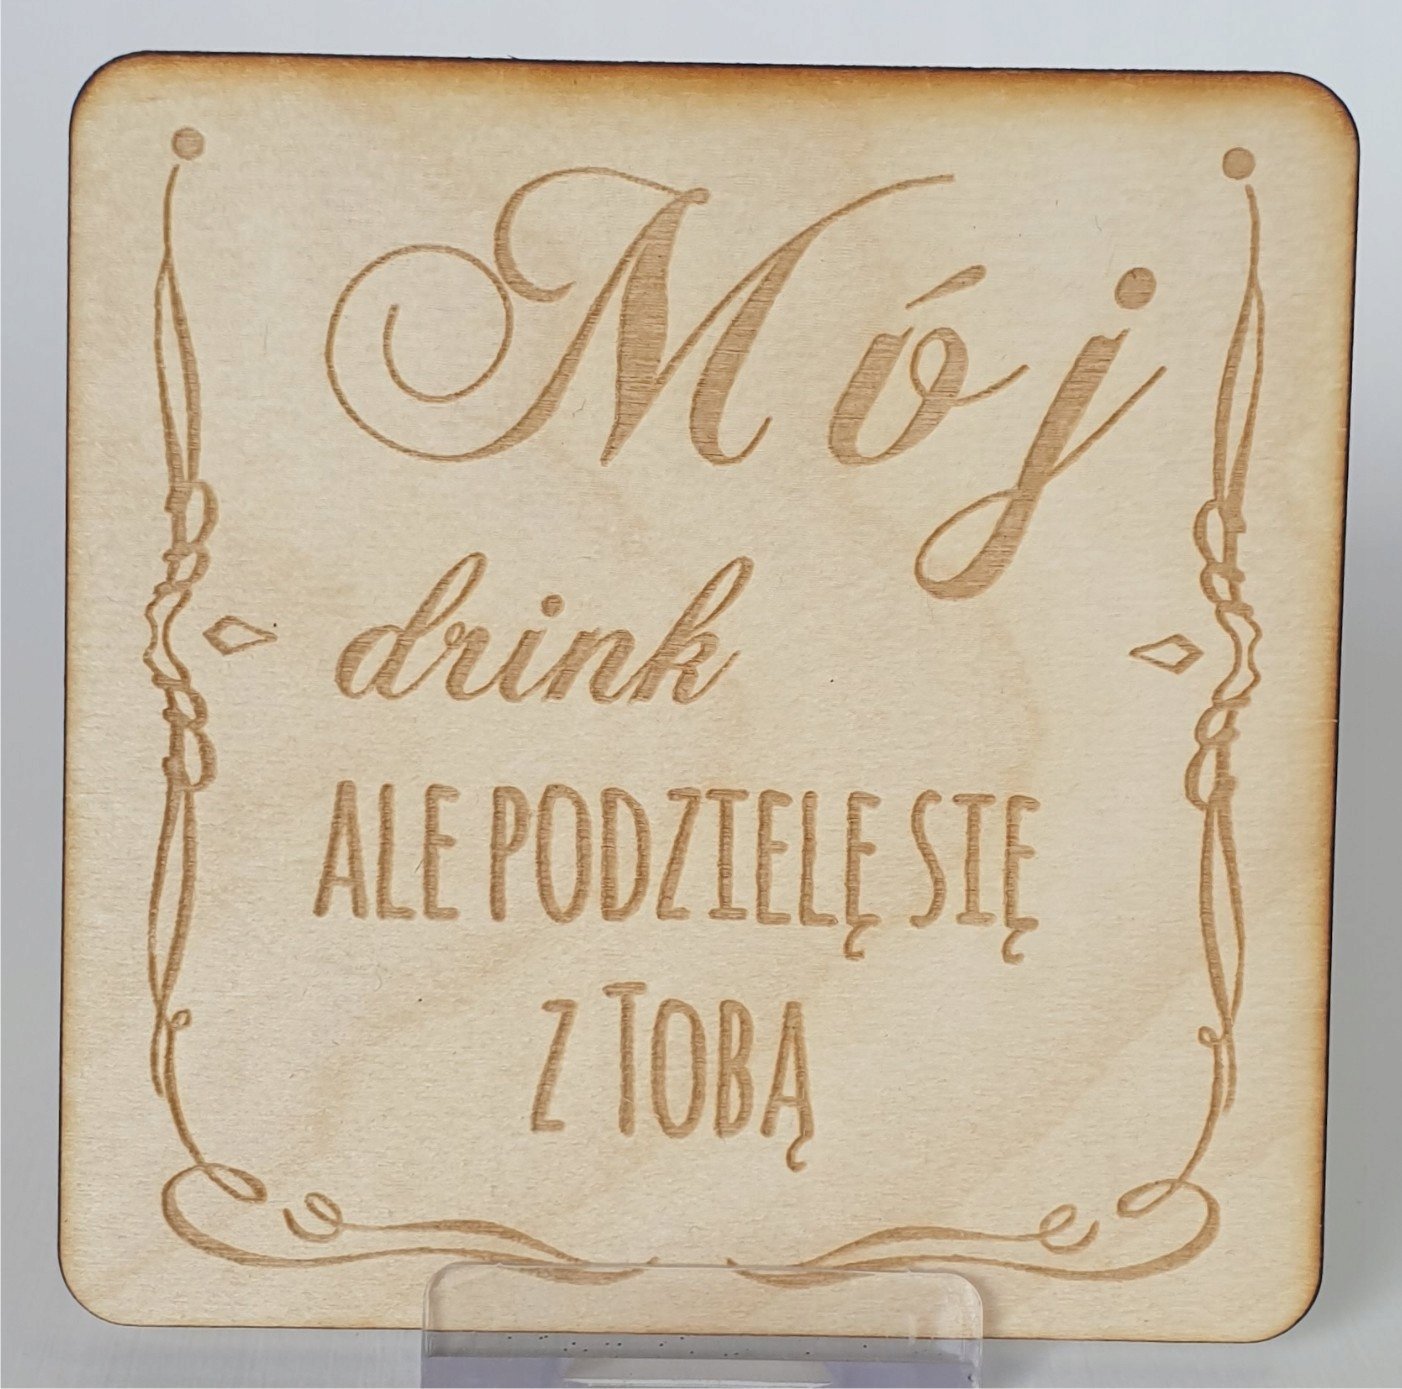 Mój
drink
ALE PODZIELĘ SIĘ
Z TOBĄ